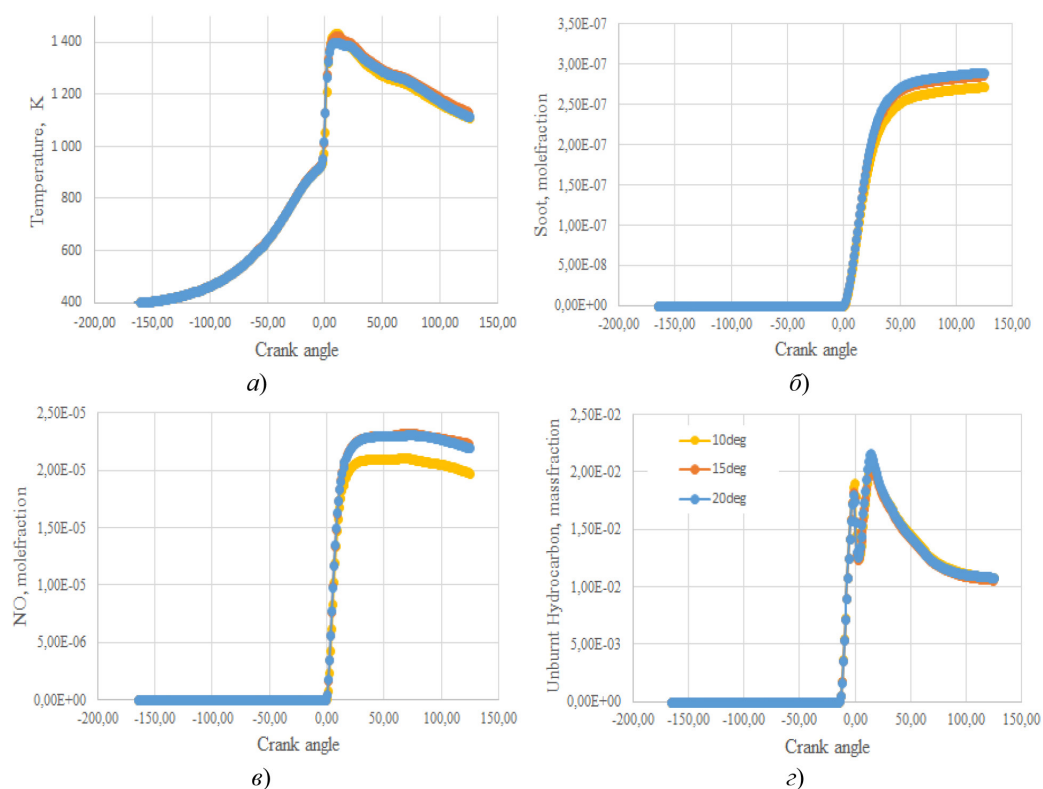 1 400
1 200
1 000
800
600
400
Temperature, K
-200,00 -150,00 -100,00 -50,00 0,00 50,00 100,00 150,00
Crank angle
а)
3,50E-07
3,00E-07
2,50E-07
2,00E-07
1,50E-07
1,00E-07
5,00E-08
0,00E+00
Soot, molefraction
-200,00 -150,00 -100,00 -50,00 0,00 50,00 100,00 150,00
Crank angle
б)
2,50E-05
2,00E-05
1,50E-05
1,00E-05
5,00E-06
0,00E+00
NO, molefraction
-200,00 -150,00 -100,00 -50,00 0,00 50,00 100,00 150,00
Crank angle
в)
2,50E-02
2,00E-02
1,50E-02
1,00E-02
5,00E-03
0,00E+00
Unburnt Hydrocarbon, massfraction
10deg
15deg
20deg
-200,00 -150,00 -100,00 -50,00 0,00 50,00 100,00 150,00
Crank angle
г)